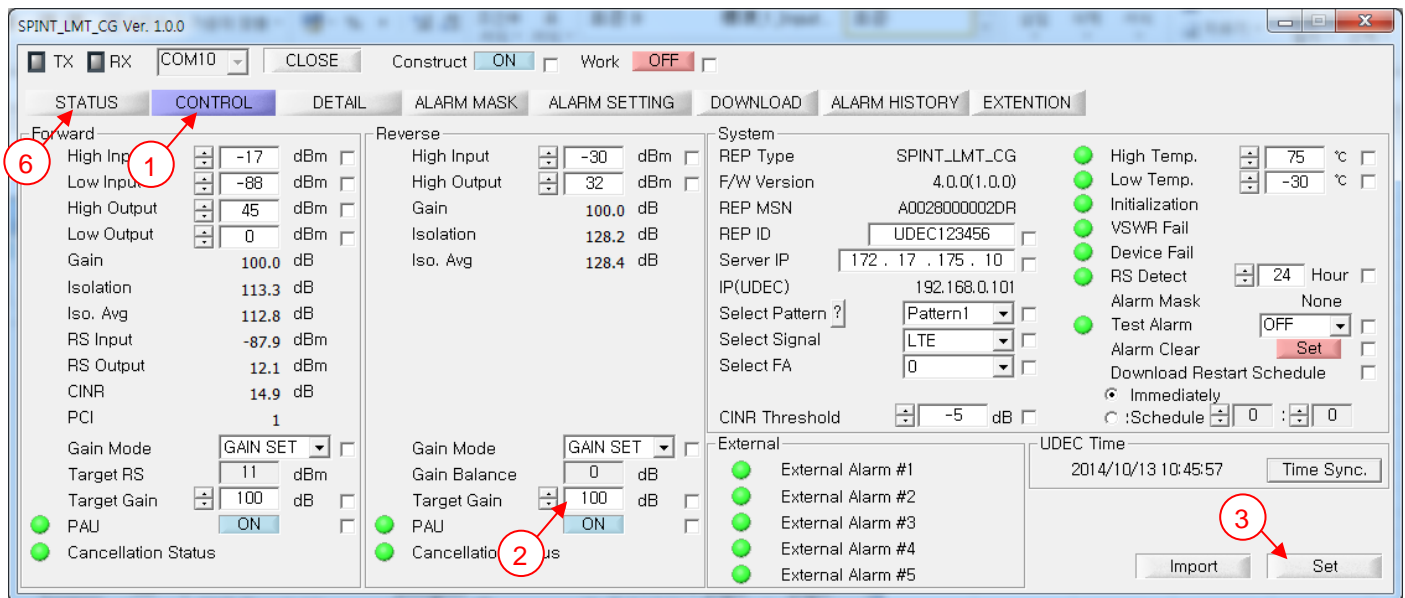 SPINT_LMT_CG Ver. 1.0.0
TX RX COM10 CLOSE Construct ON Work OFF
STATUS CONTROL DETAIL ALARM MASK ALARM SETTING DOWNLOAD ALARM HISTORY EXTENTION
6
1
Forward
High Inp -17 dBm
Low Input -88 dBm
High Output 45 dBm
Low Output 0 dBm
Gain 100.0 dB
Isolation 113.3 dB
Iso. Avg 112.8 dB
RS Input -87.9 dBm
RS Output 12.1 dBm
CINR 14.9 dB
PCI 1
Gain Mode GAIN SET
Target RS 11 dBm
Target Gain 100 dB
PAU ON
Cancellation Status
Reverse
High Input -30 dBm
High Output 32 dBm
Gain 100.0 dB
Isolation 128.2 dB
Iso. Avg 128.4 dB
Gain Mode GAIN SET
Gain Balance 0 dB
Target Gain 100 dB
PAU ON
Cancellatio us
2
System
REP Type SPINT_LMT_CG
F/W Version 4.0.0(1.0.0)
REP MSN A0028000002DR
REP ID UDEC123456
Server IP 172 . 17 . 175 . 10
IP(UDEC) 192.168.0.101
Select Pattern ? Pattern1
Select Signal LTE
Select FA 0
CINR Threshold -5 dB
High Temp. 75 ℃
Low Temp. -30 ℃
Initialization
VSWR Fail
Device Fail
RS Detect 24 Hour
Alarm Mask None
Test Alarm OFF
Alarm Clear Set
Download Restart Schedule
Immediately
:Schedule 0 : 0
External
External Alarm #1
External Alarm #2
External Alarm #3
External Alarm #4
External Alarm #5
UDEC Time
2014/10/13 10:45:57 Time Sync.
3
Import Set